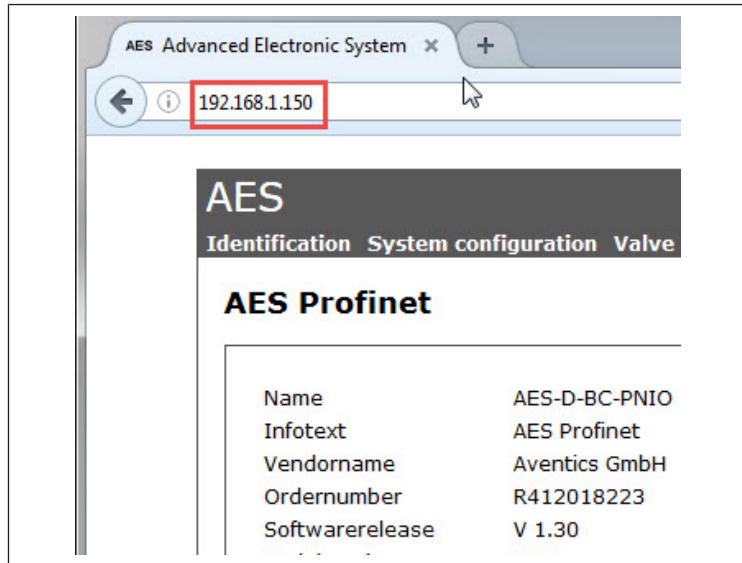 AES Advanced Electronic System
192.168.1.150
AES
Identification System configuration Valve
AES Profinet
Name AES-D-BC-PNIO
Infotext AES Profinet
Vendorname Aventics GmbH
Ordernumber R412018223
Softwarerelease V 1.30